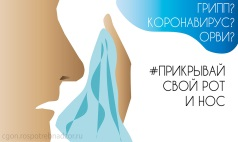 ГРИПП?
КОРОНАВИРУС?
ОРВИ?
#ПРИКРЫВАЙ
СВОЙ РОТ
И НОС